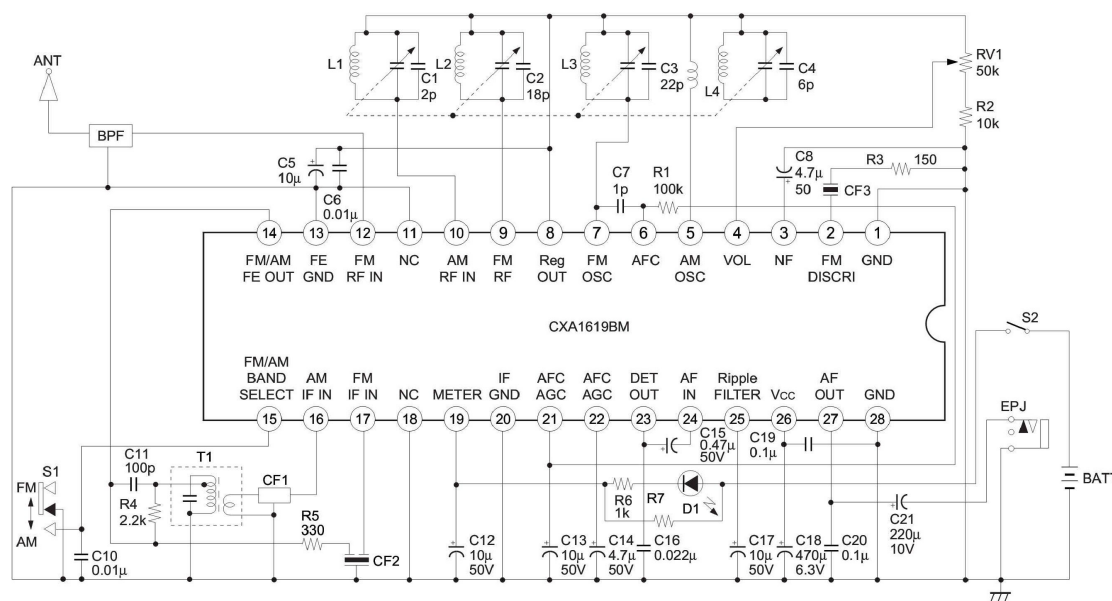 ANT
BPF
L1
C1
2p
L2
C2
18p
L3
C3
22p
L4
C4
6p
RV1
50k
R2
10k
C5
10µ
C6
0.01µ
C7
1p
R1
100k
C8
4.7µ
50
R3
150
CF3
14
13
12
11
10
9
8
7
6
5
4
3
2
1
FM/AM
FE OUT
FE
GND
FM
RF IN
NC
AM
RF IN
FM
RF
Reg
OUT
FM
OSC
AFC
AM
OSC
VOL
NF
FM
DISCRI
GND
CXA1619BM
FM/AM
BAND
SELECT
AM
IF IN
FM
IF IN
NC
METER
IF
GND
AFC
AGC
AFC
AGC
DET
OUT
AF
IN
Ripple
FILTER
Vcc
AF
OUT
GND
15
16
17
18
19
20
21
22
23
24
25
26
27
28
S2
EPJ
BATT
S1
FM
AM
C10
0.01µ
C11
100p
R4
2.2k
T1
CF1
R5
330
CF2
C12
10µ
50V
C13
10µ
50V
C14
4.7µ
50V
C15
0.47µ
50V
C16
0.022µ
R6
1k
R7
D1
C17
10µ
50V
C18
470µ
6.3V
C19
0.1µ
C20
0.1µ
C21
220µ
10V